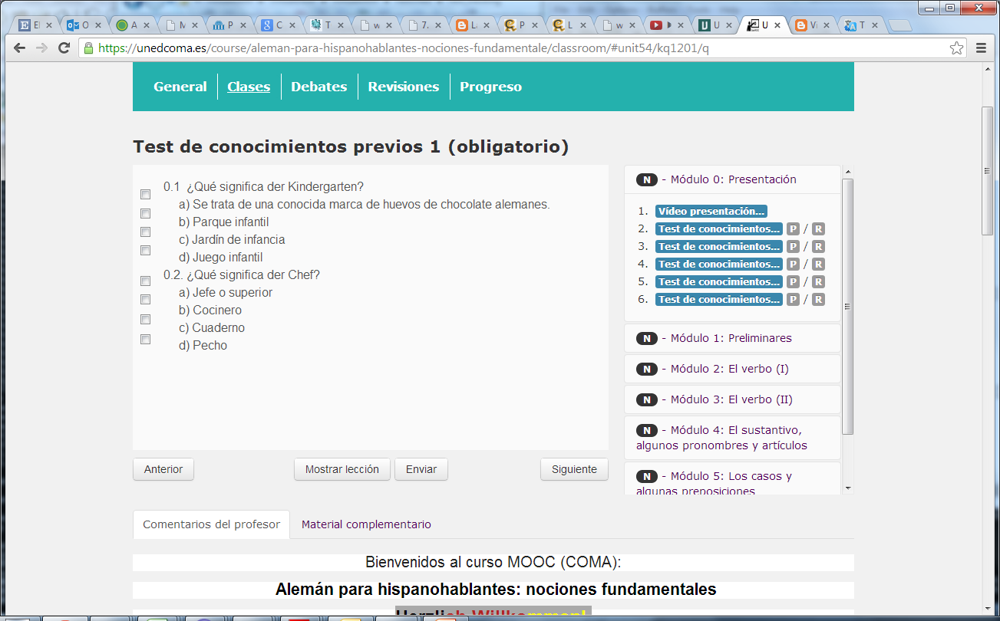 https://unedcoma.es/course/aleman-para-hispanohablantes-nociones-fundamentale/classroom/#unit54/kq1201/q
General Clases Debates Revisiones Progreso
Test de conocimientos previos 1 (obligatorio)
0.1 ¿Qué significa der Kindergarten?
a) Se trata de una conocida marca de huevos de chocolate alemanes.
b) Parque infantil
c) Jardín de infancia
d) Juego infantil
0.2. ¿Qué significa der Chef?
a) Jefe o superior
b) Cocinero
c) Cuaderno
d) Pecho
Anterior Mostrar lección Enviar Siguiente
N - Módulo 0: Presentación
1. Vídeo presentación...
2. Test de conocimientos... P / R
3. Test de conocimientos... P / R
4. Test de conocimientos... P / R
5. Test de conocimientos... P / R
6. Test de conocimientos... P / R
N - Módulo 1: Preliminares
N - Módulo 2: El verbo (I)
N - Módulo 3: El verbo (II)
N - Módulo 4: El sustantivo,
algunos pronombres y artículos
N - Módulo 5: Los casos y
algunas preposiciones
Comentarios del profesor Material complementario
Bienvenidos al curso MOOC (COMA):
Alemán para hispanohablantes: nociones fundamentales
Herzlich Willkommen!